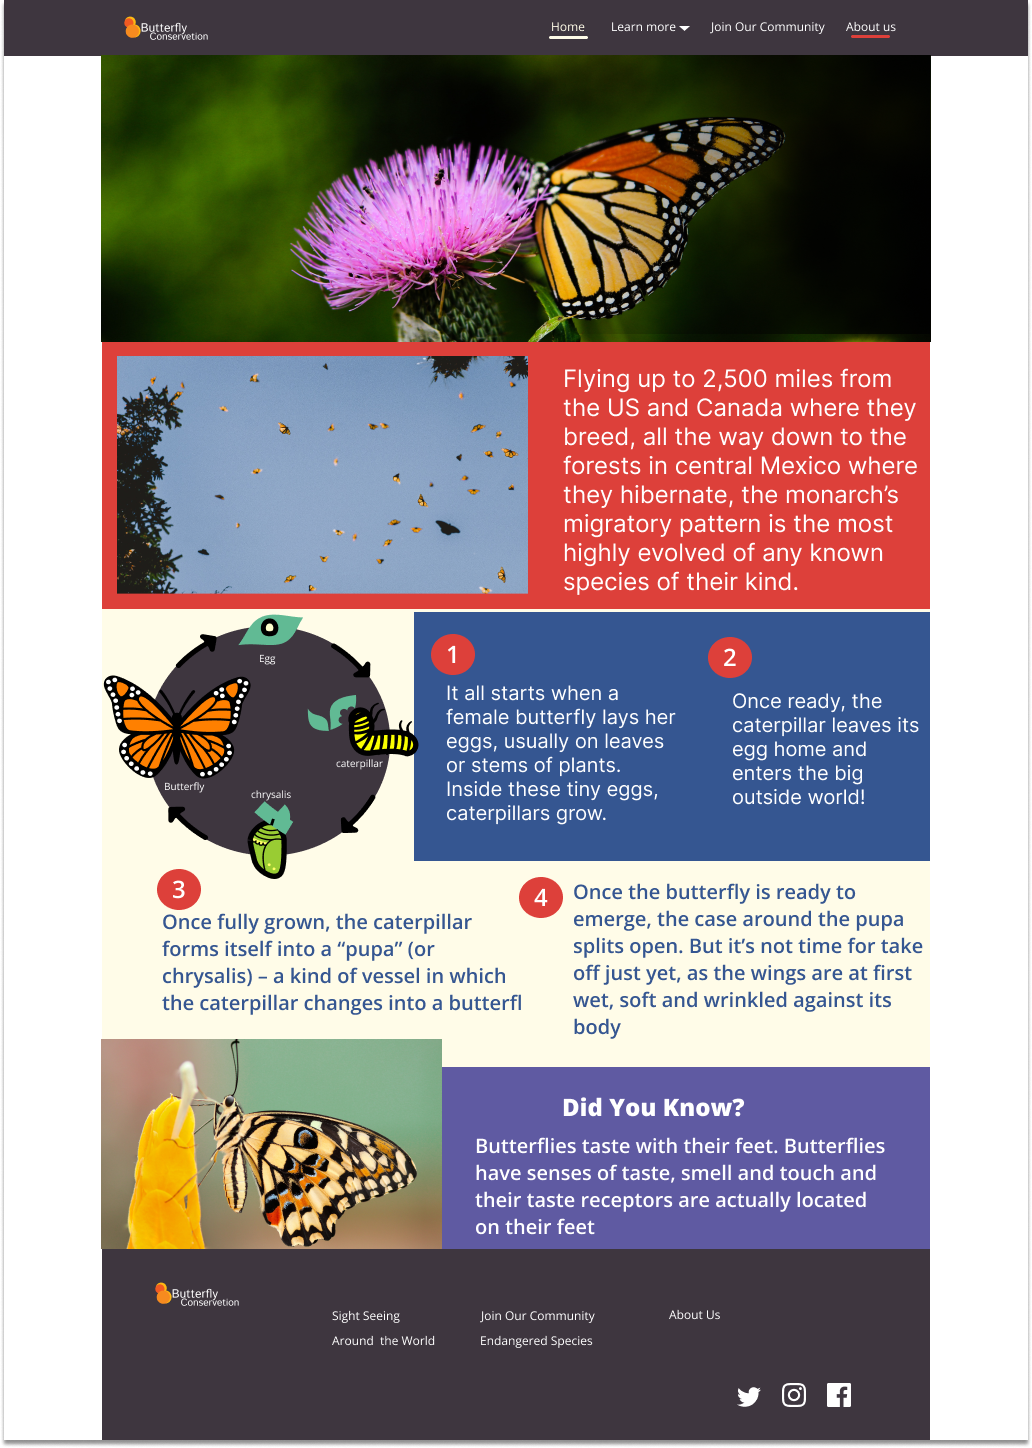 Butterfly
Conservetion
Home
Learn more
Join Our Community
About us
Flying up to 2,500 miles from
the US and Canada where they
breed, all the way down to the
forests in central Mexico where
they hibernate, the monarch’s
migratory pattern is the most
highly evolved of any known
species of their kind.
Egg
caterpillar
chrysalis
Butterfly
1
It all starts when a
female butterfly lays her
eggs, usually on leaves
or stems of plants.
Inside these tiny eggs,
caterpillars grow.
2
Once ready, the
caterpillar leaves its
egg home and
enters the big
outside world!
3
Once fully grown, the caterpillar
forms itself into a “pupa” (or
chrysalis) – a kind of vessel in which
the caterpillar changes into a butterfl
4
Once the butterfly is ready to
emerge, the case around the pupa
splits open. But it’s not time for take
off just yet, as the wings are at first
wet, soft and wrinkled against its
body
Did You Know?
Butterflies taste with their feet. Butterflies
have senses of taste, smell and touch and
their taste receptors are actually located
on their feet
Butterfly
Conservetion
Sight Seeing
Around the World
Join Our Community
Endangered Species
About Us